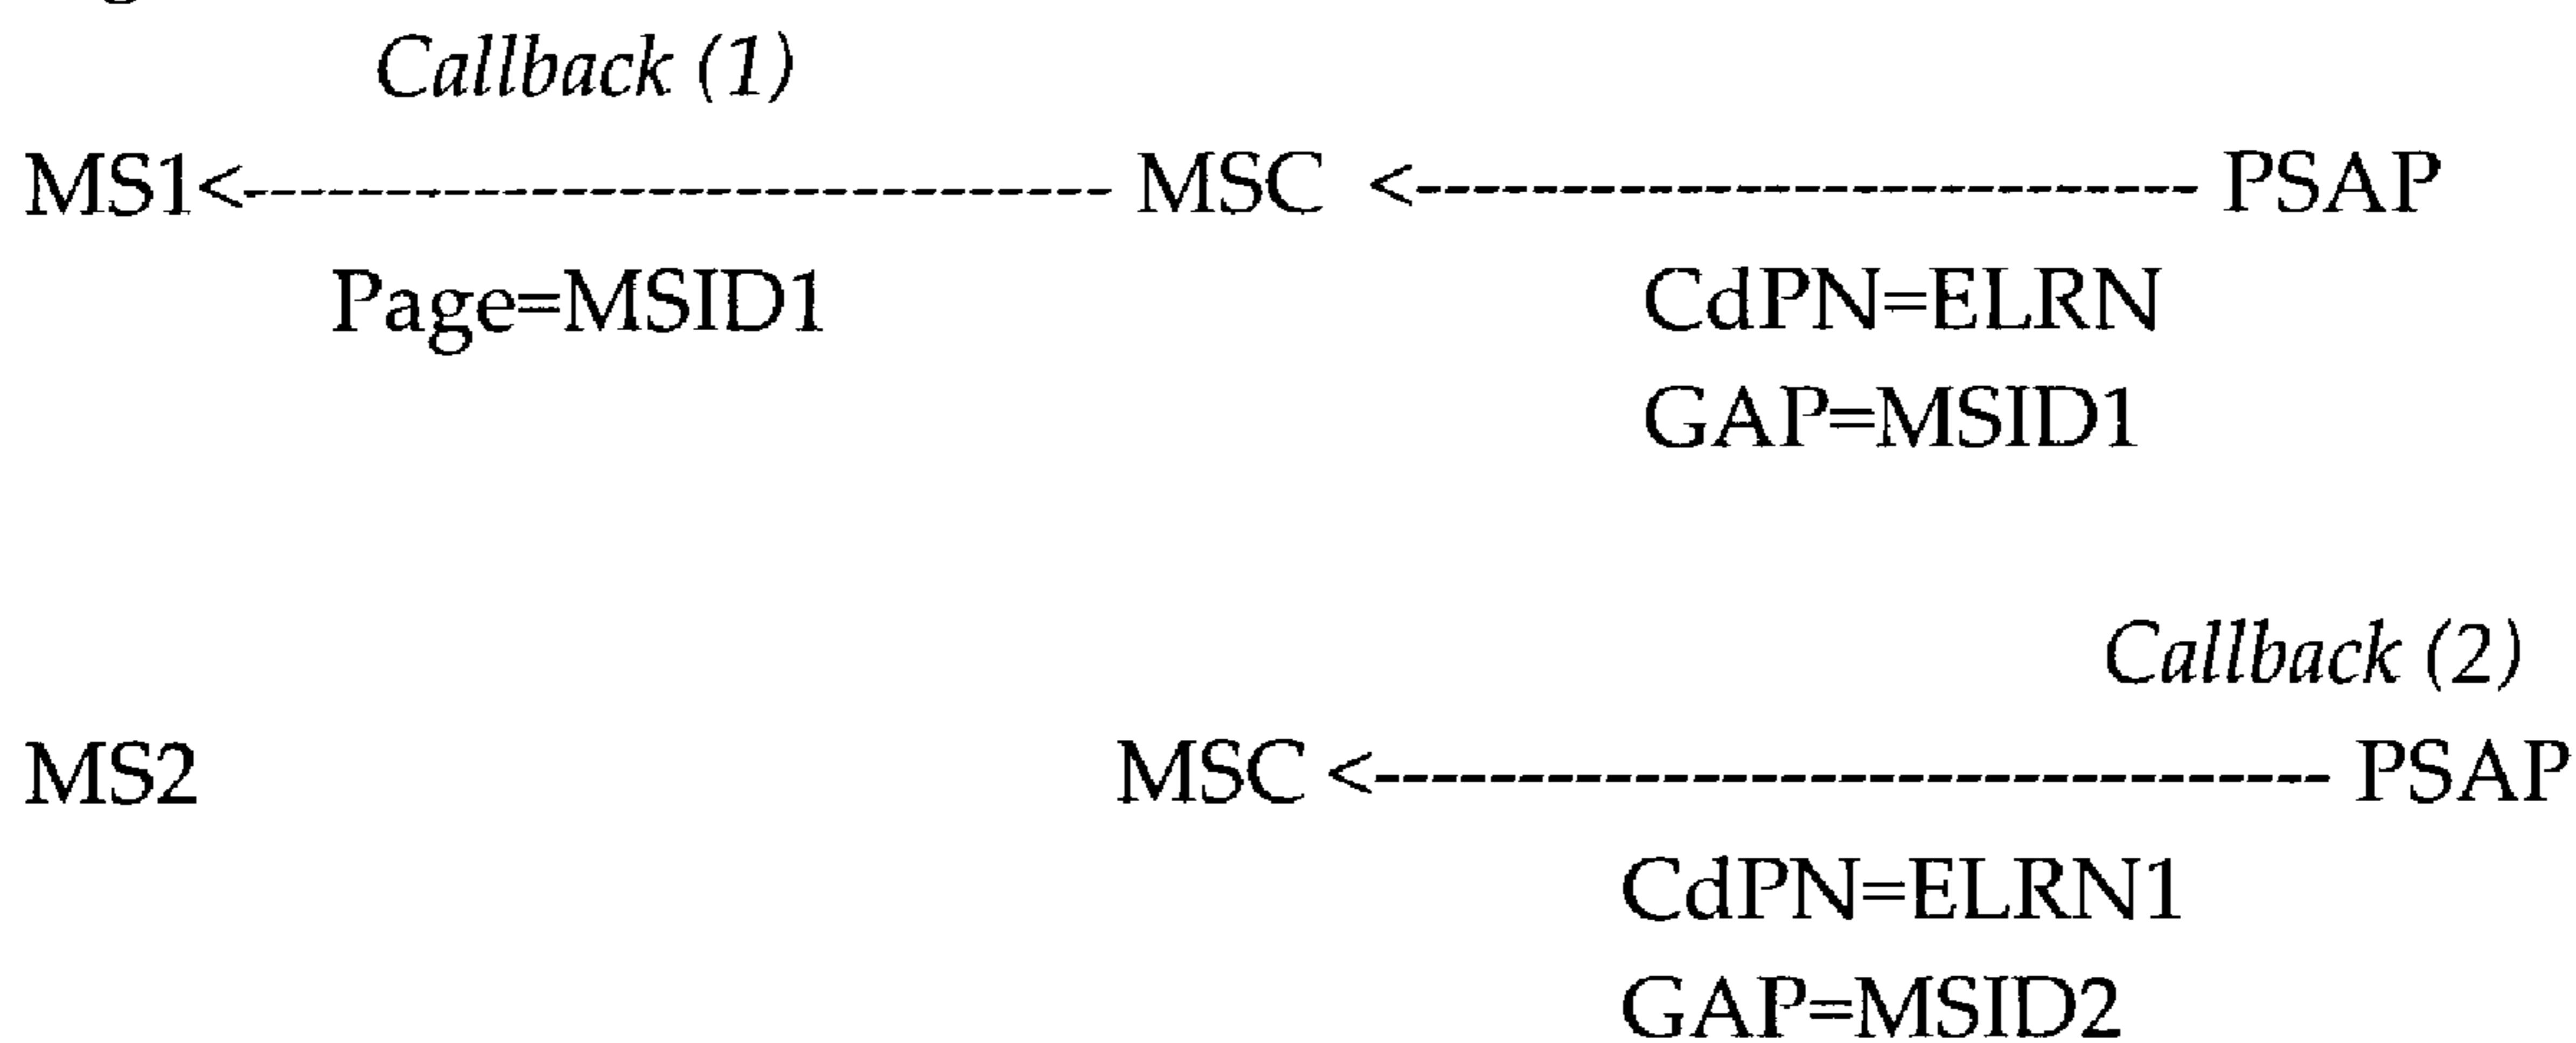 Callback (1)
MS1<------------------------------- MSC <---------------------------- PSAP
Page=MSID1 CdPN=ELRN
GAP=MSID1
Callback (2)
MS2 MSC <---------------------------------- PSAP
CdPN=ELRN1
GAP=MSID2